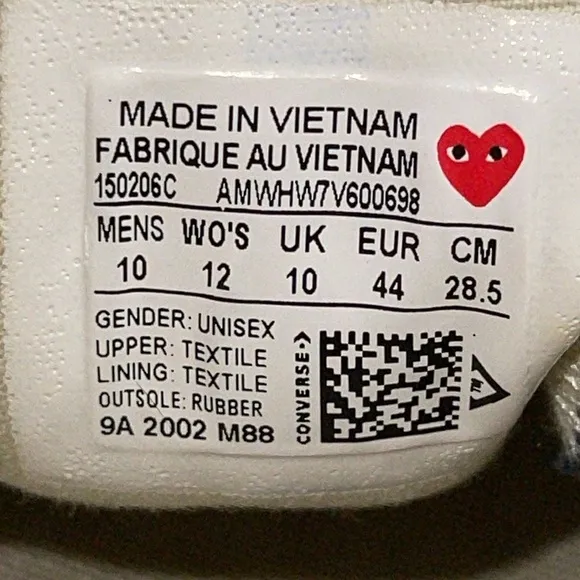 MADE IN VIETNAM
FABRIQUE AU VIETNAM
150206C AMWHW7V600698
MENS WO'S UK EUR CM
10 12 10 44 28.5
GENDER: UNISEX
UPPER: TEXTILE
LINING: TEXTILE
OUTSOLE: RUBBER
9A 2002 M88
CONVERSE
TM